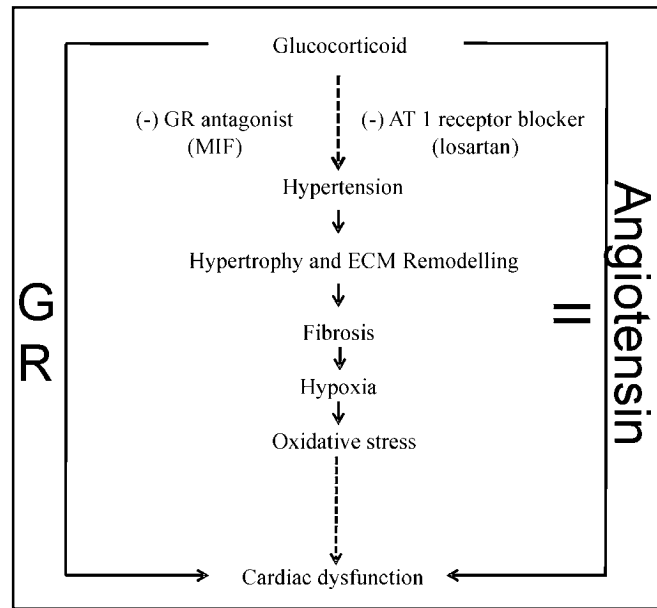 Glucocorticoid
(-) GR antagonist
(MIF)
(-) AT 1 receptor blocker
(losartan)
Hypertension
Hypertrophy and ECM Remodelling
Fibrosis
Hypoxia
Oxidative stress
Cardiac dysfunction
G
R
Angiotensin
II